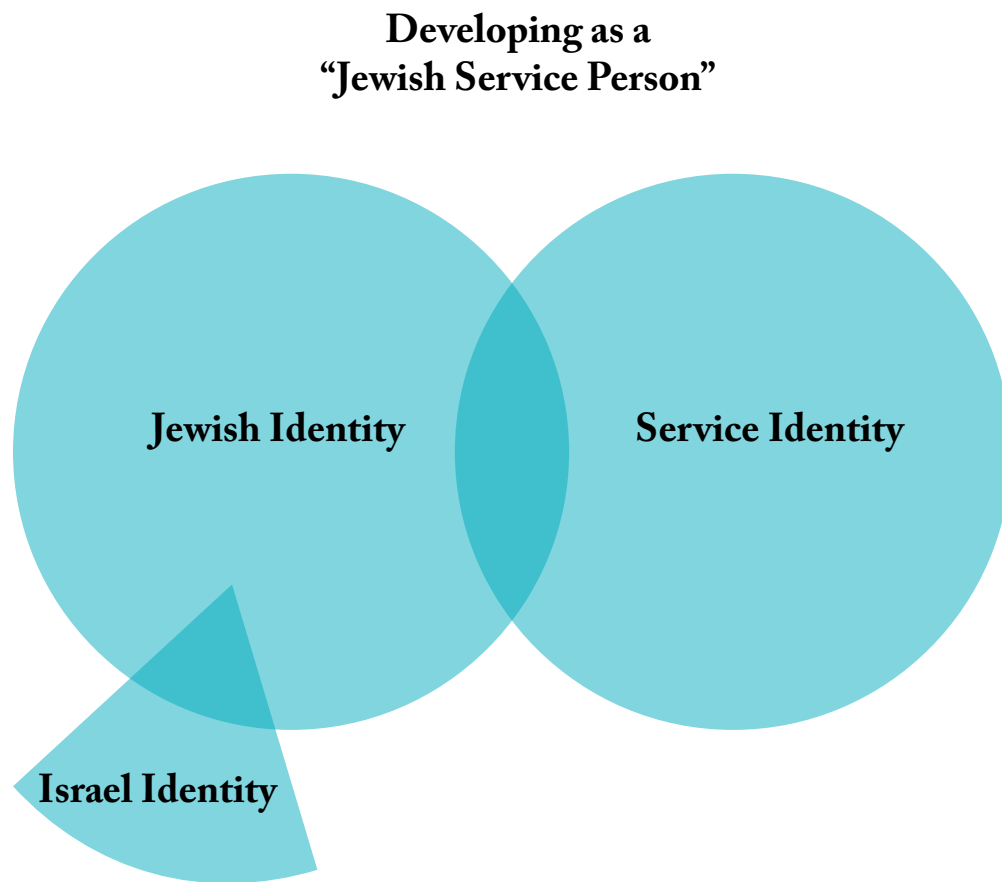 Developing as a
“Jewish Service Person”
Jewish Identity
Service Identity
Israel Identity